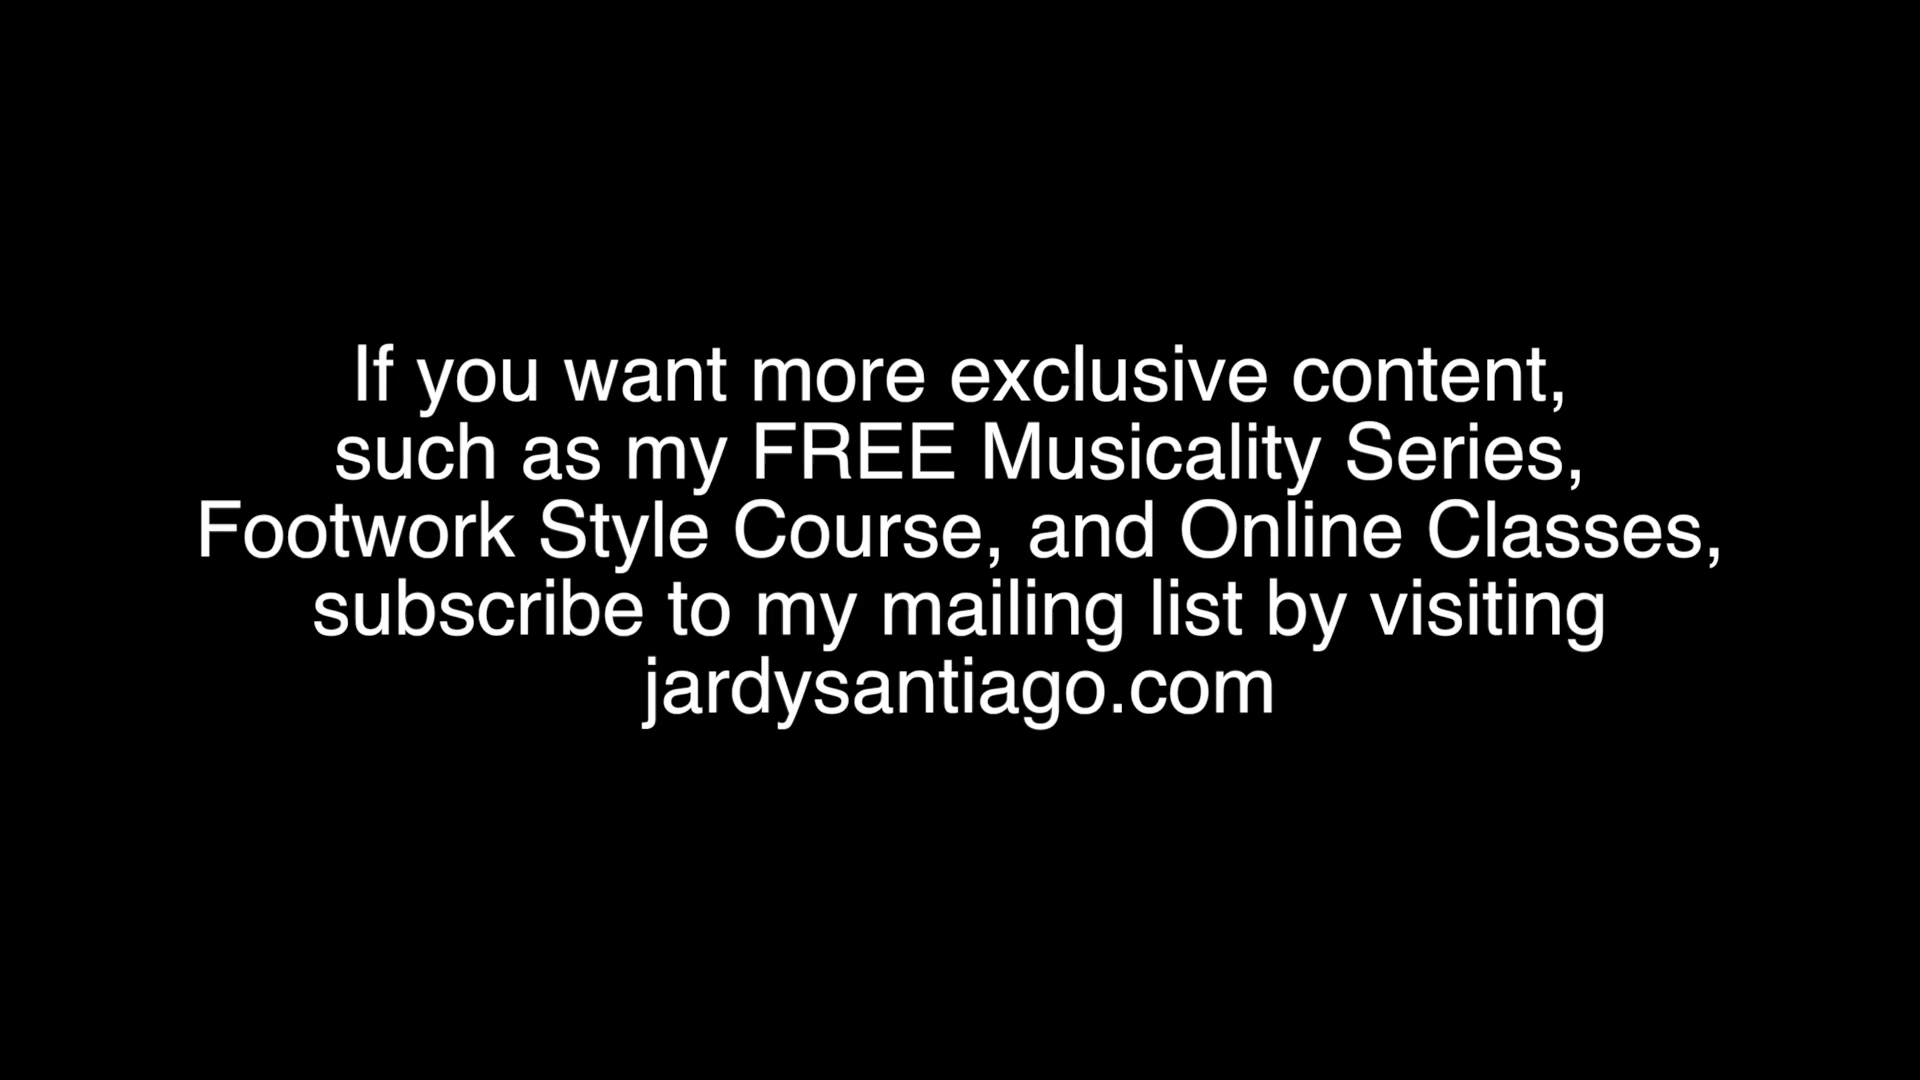 If you want more exclusive content,
such as my FREE Musicality Series,
Footwork Style Course, and Online Classes,
subscribe to my mailing list by visiting
jardysantiago.com